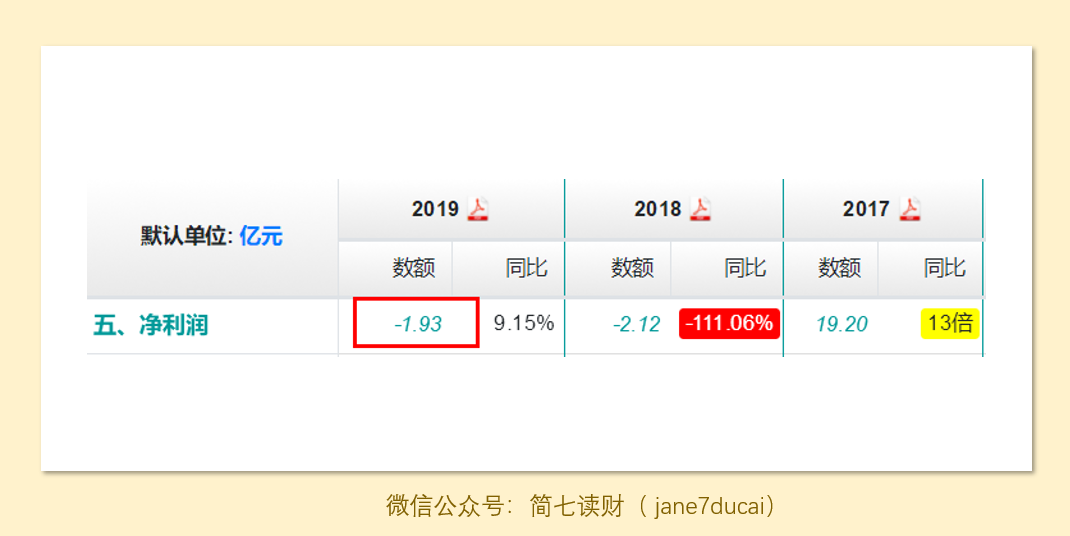 默认单位: 亿元
2019 2018 2017
数额 同比 数额 同比 数额 同比
五、净利润 -1.93 9.15% -2.12 -111.06% 19.20 13倍
微信公众号：简七读财（ jane7ducai）